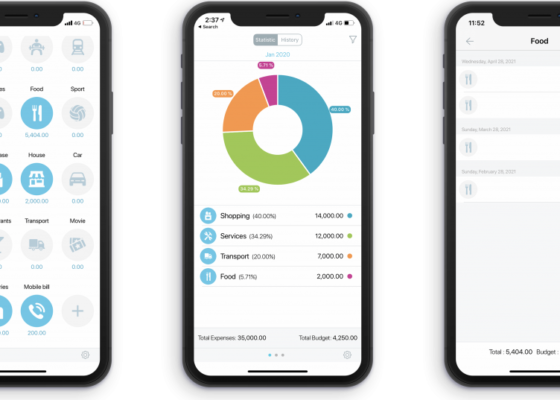 4G
0.00
0.00
Food
Sport
5,404.00
0.00
House
Car
2,000.00
0.00
Transport
Movie
0.00
0.00
Mobile bill
200.00
2:37
Search
4G
Statistic
History
Jan 2020
5.71 %
20.00 %
40.00 %
34.29 %
Shopping (40.00%) 14,000.00
Services (34.29%) 12,000.00
Transport (20.00%) 7,000.00
Food (5.71%) 2,000.00
Total Expenses: 35,000.00 Total Budget: 4,250.00
11:52
Food
Wednesday, April 28, 2021
Sunday, March 28, 2021
Sunday, February 28, 2021
Total : 5,404.00 Budget :